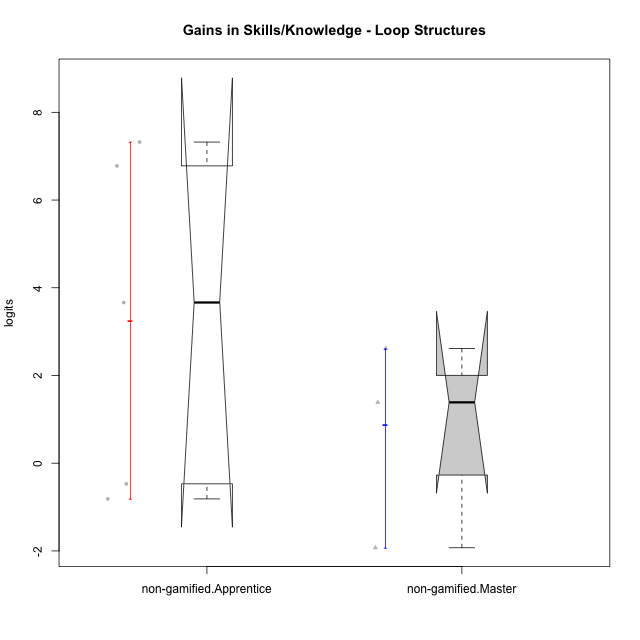 Gains in Skills/Knowledge - Loop Structures
logits
8
6
4
2
0
-2
non-gamified.Apprentice
non-gamified.Master